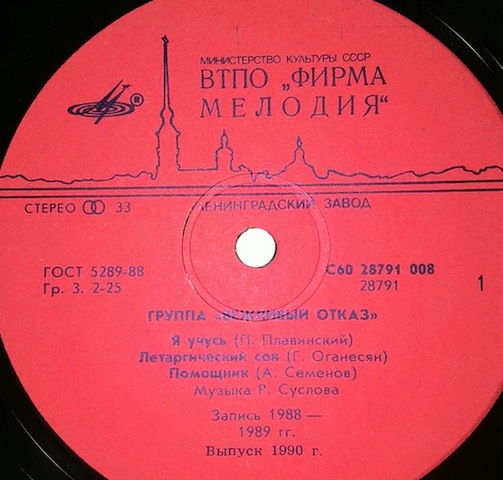 МИНИСТЕРСТВО КУЛЬТУРЫ СССР
ВТПО „ФИРМА
МЕЛОДИЯ“
®
СТЕРЕО 33
ЛЕНИНГРАДСКИЙ ЗАВОД
ГОСТ 5289-88
Гр. 3. 2-25
С60 28791 008
28791
1
ГРУППА «ВЕЖЛИВЫЙ ОТКАЗ»
Я учусь (П. Плавинский)
Летаргический сон (Г. Оганесян)
Помощник (А. Семенов)
Музыка Р. Суслова
Запись 1988 —
1989 гг.
Выпуск 1990 г.